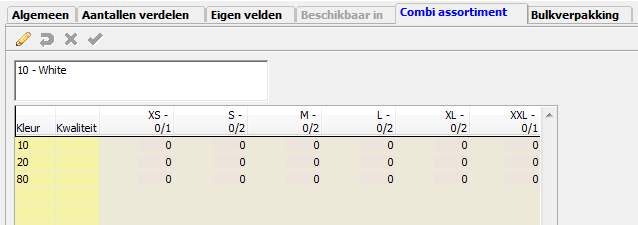 Algemeen Aantallen verdelen Eigen velden Beschikbaar in Combi assortiment Bulkverpakking
10 - White
XS - S - M - L - XL - XXL -
Kleur Kwaliteit 0/1 0/2 0/2 0/2 0/2 0/1
10 0 0 0 0 0 0
20 0 0 0 0 0 0
80 0 0 0 0 0 0